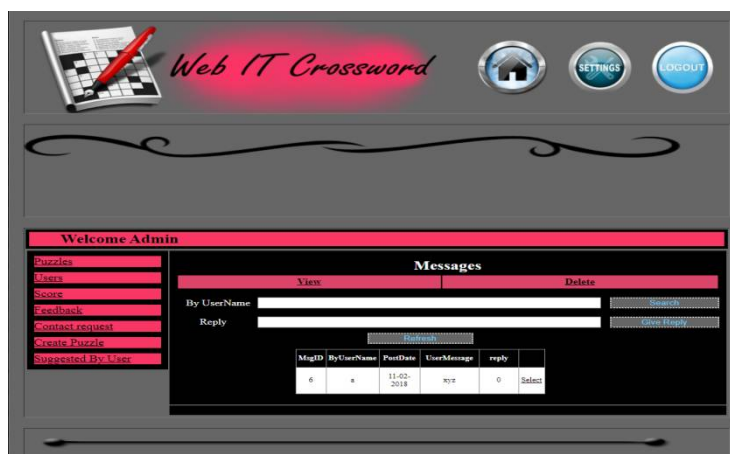 Web IT Crossword
SETTINGS
LOGOUT
Welcome Admin
Puzzles
Users
Score
Feedback
Contact request
Create Puzzle
Suggested By User
Messages
View Delete
By UserName Search
Reply Give Reply
Refresh
MsgID ByUserName PostDate UserMessage reply
6 a 11-02-2018 xyz 0 Select